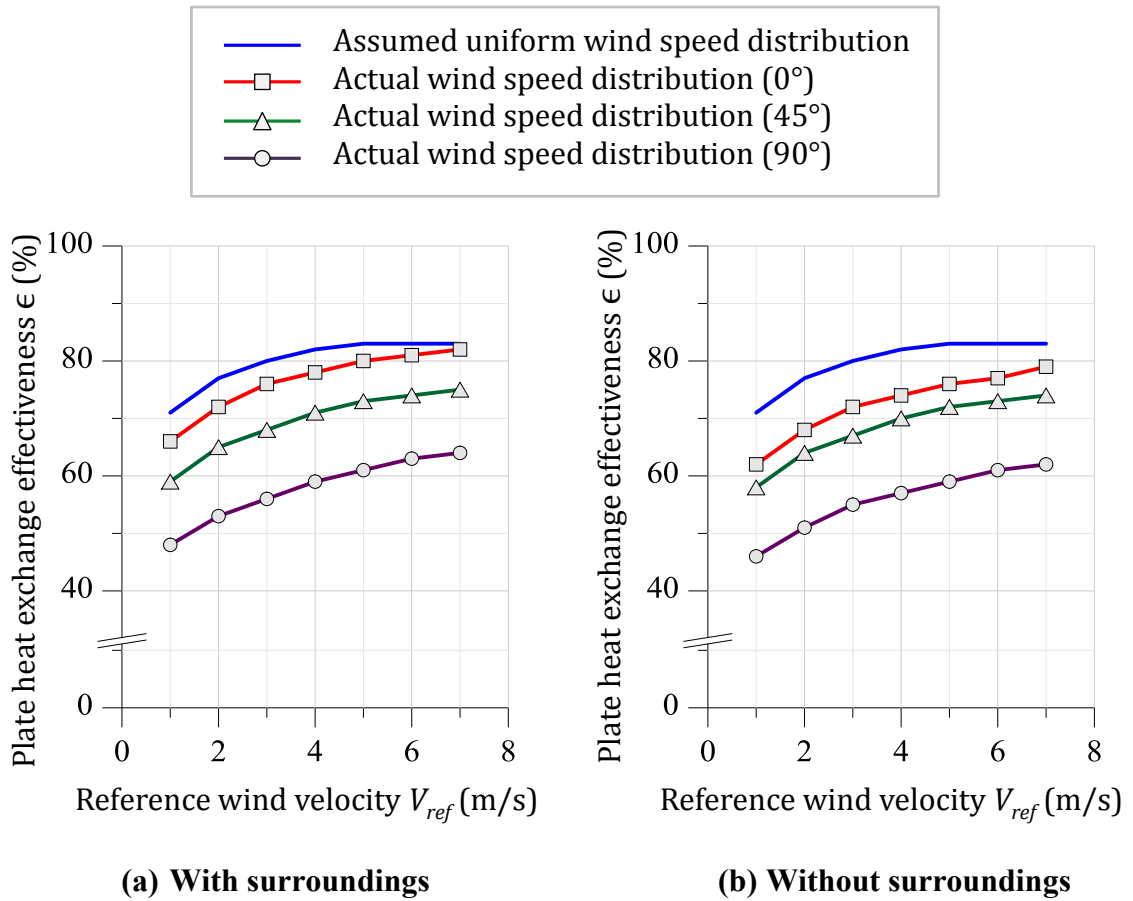 Assumed uniform wind speed distribution
Actual wind speed distribution (0°)
Actual wind speed distribution (45°)
Actual wind speed distribution (90°)
Plate heat exchange effectiveness ϵ (%)
100
80
60
40
0
0 2 4 6 8
Reference wind velocity V_ref (m/s)
(a) With surroundings
Plate heat exchange effectiveness ϵ (%)
100
80
60
40
0
0 2 4 6 8
Reference wind velocity V_ref (m/s)
(b) Without surroundings